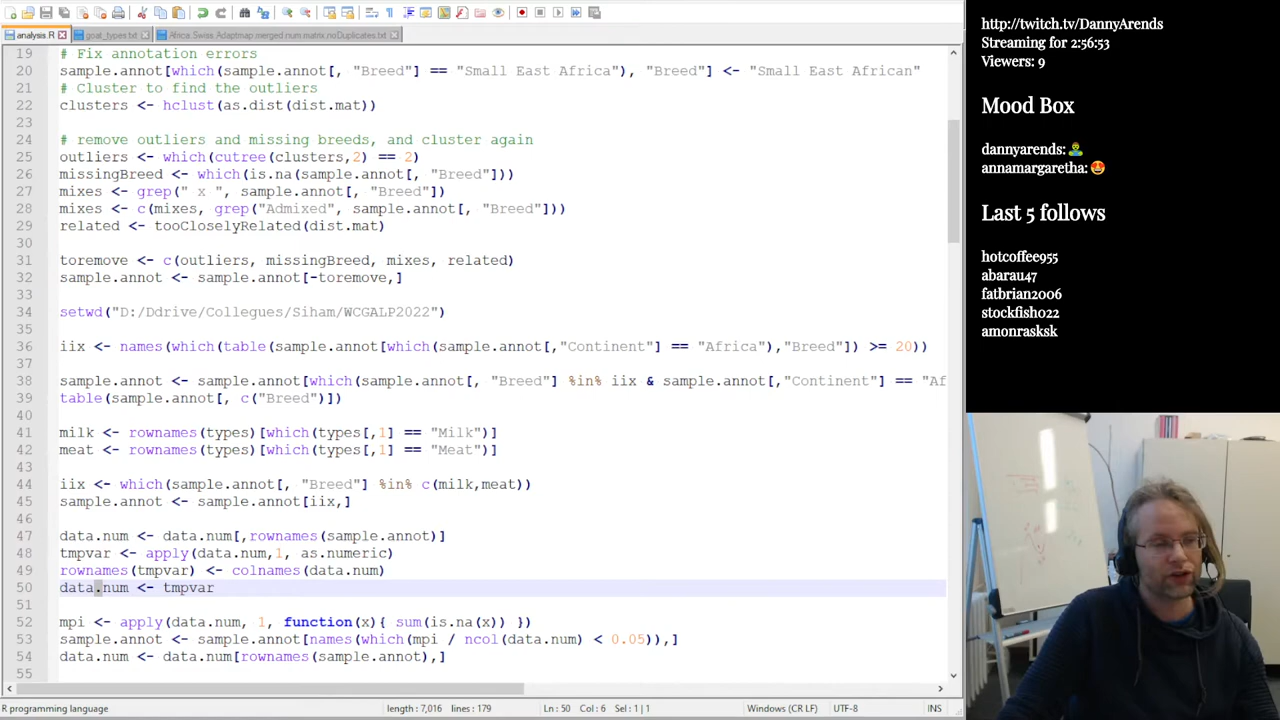 analysis.R
goat_types.txt
Africa.Swiss.Adaptmap.merged.num.matrix.noDuplicates.txt
19 # Fix annotation errors
20 sample.annot[which(sample.annot[, "Breed"] == "Small East Africa"), "Breed"] <- "Small East African"
21 # Cluster to find the outliers
22 clusters <- hclust(as.dist(dist.mat))
23
24 # remove outliers and missing breeds, and cluster again
25 outliers <- which(cutree(clusters,2) == 2)
26 missingBreed <- which(is.na(sample.annot[, "Breed"]))
27 mixes <- grep(" x ", sample.annot[, "Breed"])
28 mixes <- c(mixes, grep("Admixed", sample.annot[, "Breed"]))
29 related <- tooCloselyRelated(dist.mat)
30
31 toremove <- c(outliers, missingBreed, mixes, related)
32 sample.annot <- sample.annot[-toremove,]
33
34 setwd("D:/Ddrive/Collegues/Siham/WCGALP2022")
35
36 iix <- names(which(table(sample.annot[which(sample.annot[,"Continent"] == "Africa"),"Breed"]) >= 20))
37
38 sample.annot <- sample.annot[which(sample.annot[, "Breed"] %in% iix & sample.annot[,"Continent"] == "Af
39 table(sample.annot[, c("Breed")])
40
41 milk <- rownames(types)[which(types[,1] == "Milk")]
42 meat <- rownames(types)[which(types[,1] == "Meat")]
43
44 iix <- which(sample.annot[, "Breed"] %in% c(milk,meat))
45 sample.annot <- sample.annot[iix,]
46
47 data.num <- data.num[,rownames(sample.annot)]
48 tmpvar <- apply(data.num,1, as.numeric)
49 rownames(tmpvar) <- colnames(data.num)
50 data.num <- tmpvar
51
52 mpi <- apply(data.num, 1, function(x){ sum(is.na(x)) })
53 sample.annot <- sample.annot[names(which(mpi / ncol(data.num) < 0.05)),]
54 data.num <- data.num[rownames(sample.annot),]
55
R programming language
length : 7,016 lines : 179
Ln : 50 Col : 6 Sel : 1 | 1
Windows (CR LF)
UTF-8
INS
http://twitch.tv/DannyArends
Streaming for 2:56:53
Viewers: 9
Mood Box
dannyarends:
annamargaretha:
Last 5 follows
hotcoffee955
abarau47
fatbrian2006
stockfish022
amonrasksk